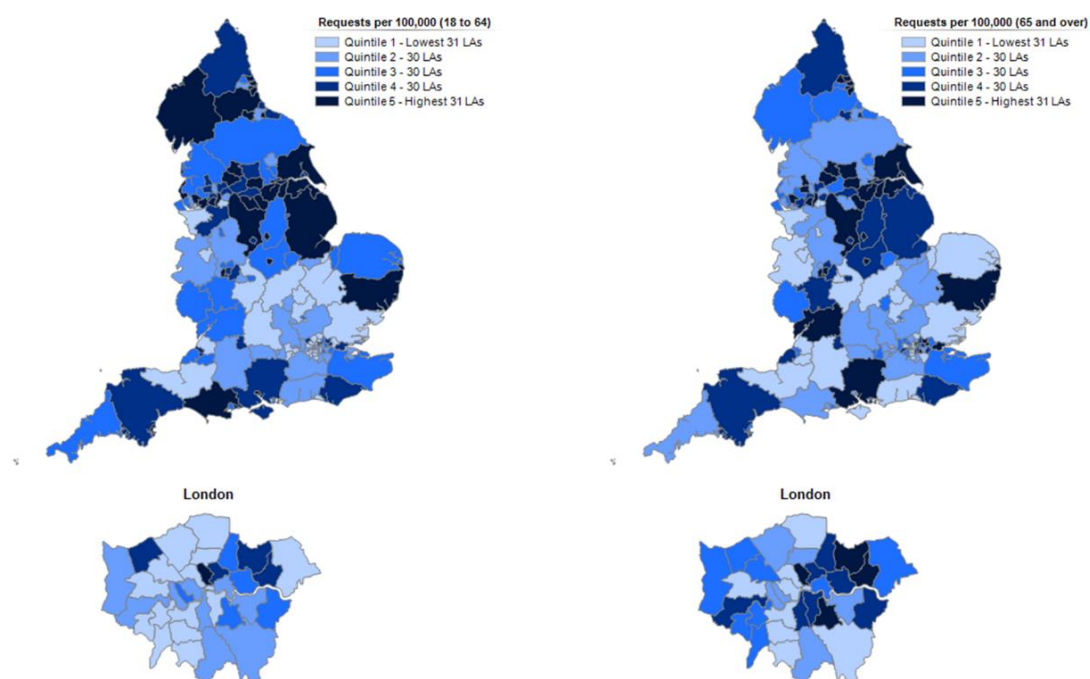 Requests per 100,000 (18 to 64)
Quintile 1 - Lowest 31 LAs
Quintile 2 - 30 LAs
Quintile 3 - 30 LAs
Quintile 4 - 30 LAs
Quintile 5 - Highest 31 LAs
Requests per 100,000 (65 and over)
Quintile 1 - Lowest 31 LAs
Quintile 2 - 30 LAs
Quintile 3 - 30 LAs
Quintile 4 - 30 LAs
Quintile 5 - Highest 31 LAs
London
London